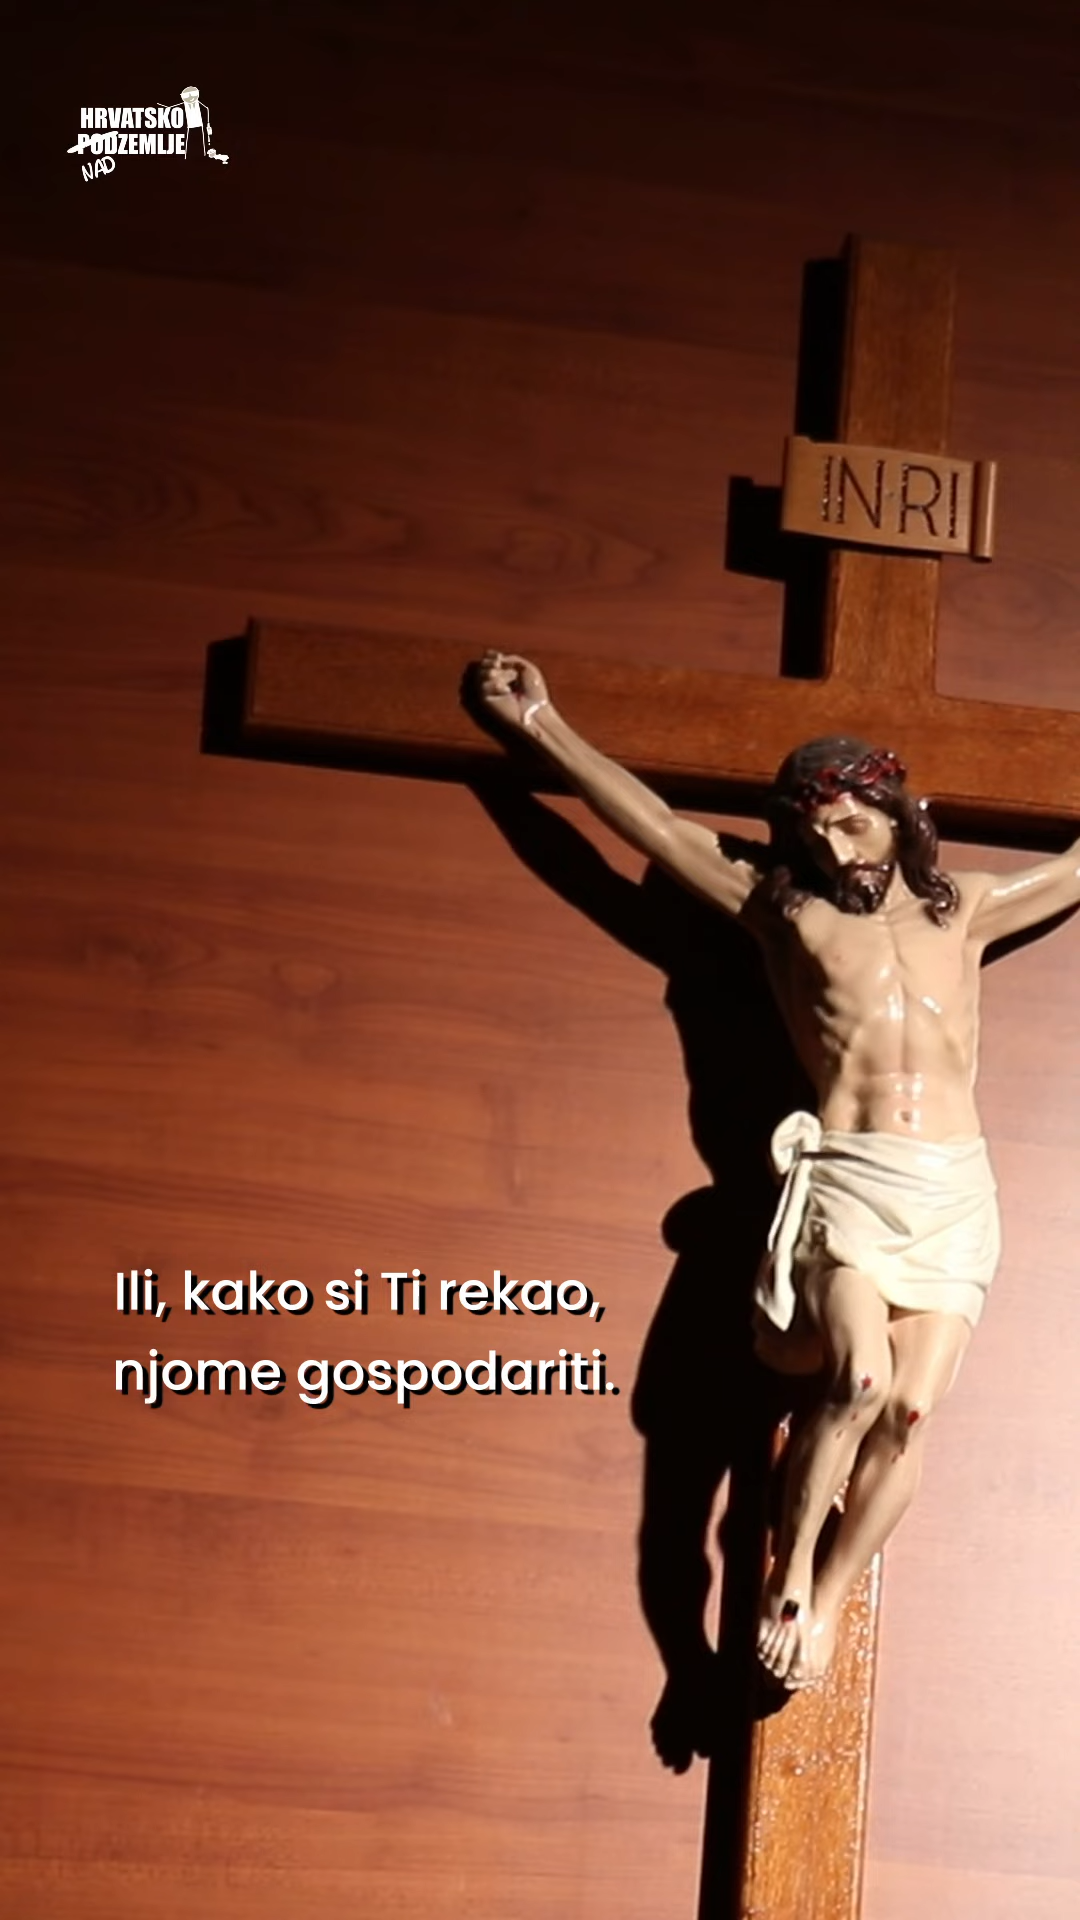 HRVATSKO
PODZEMLJE
NAD
INRI
Ili, kako si Ti rekao,
njome gospodariti.